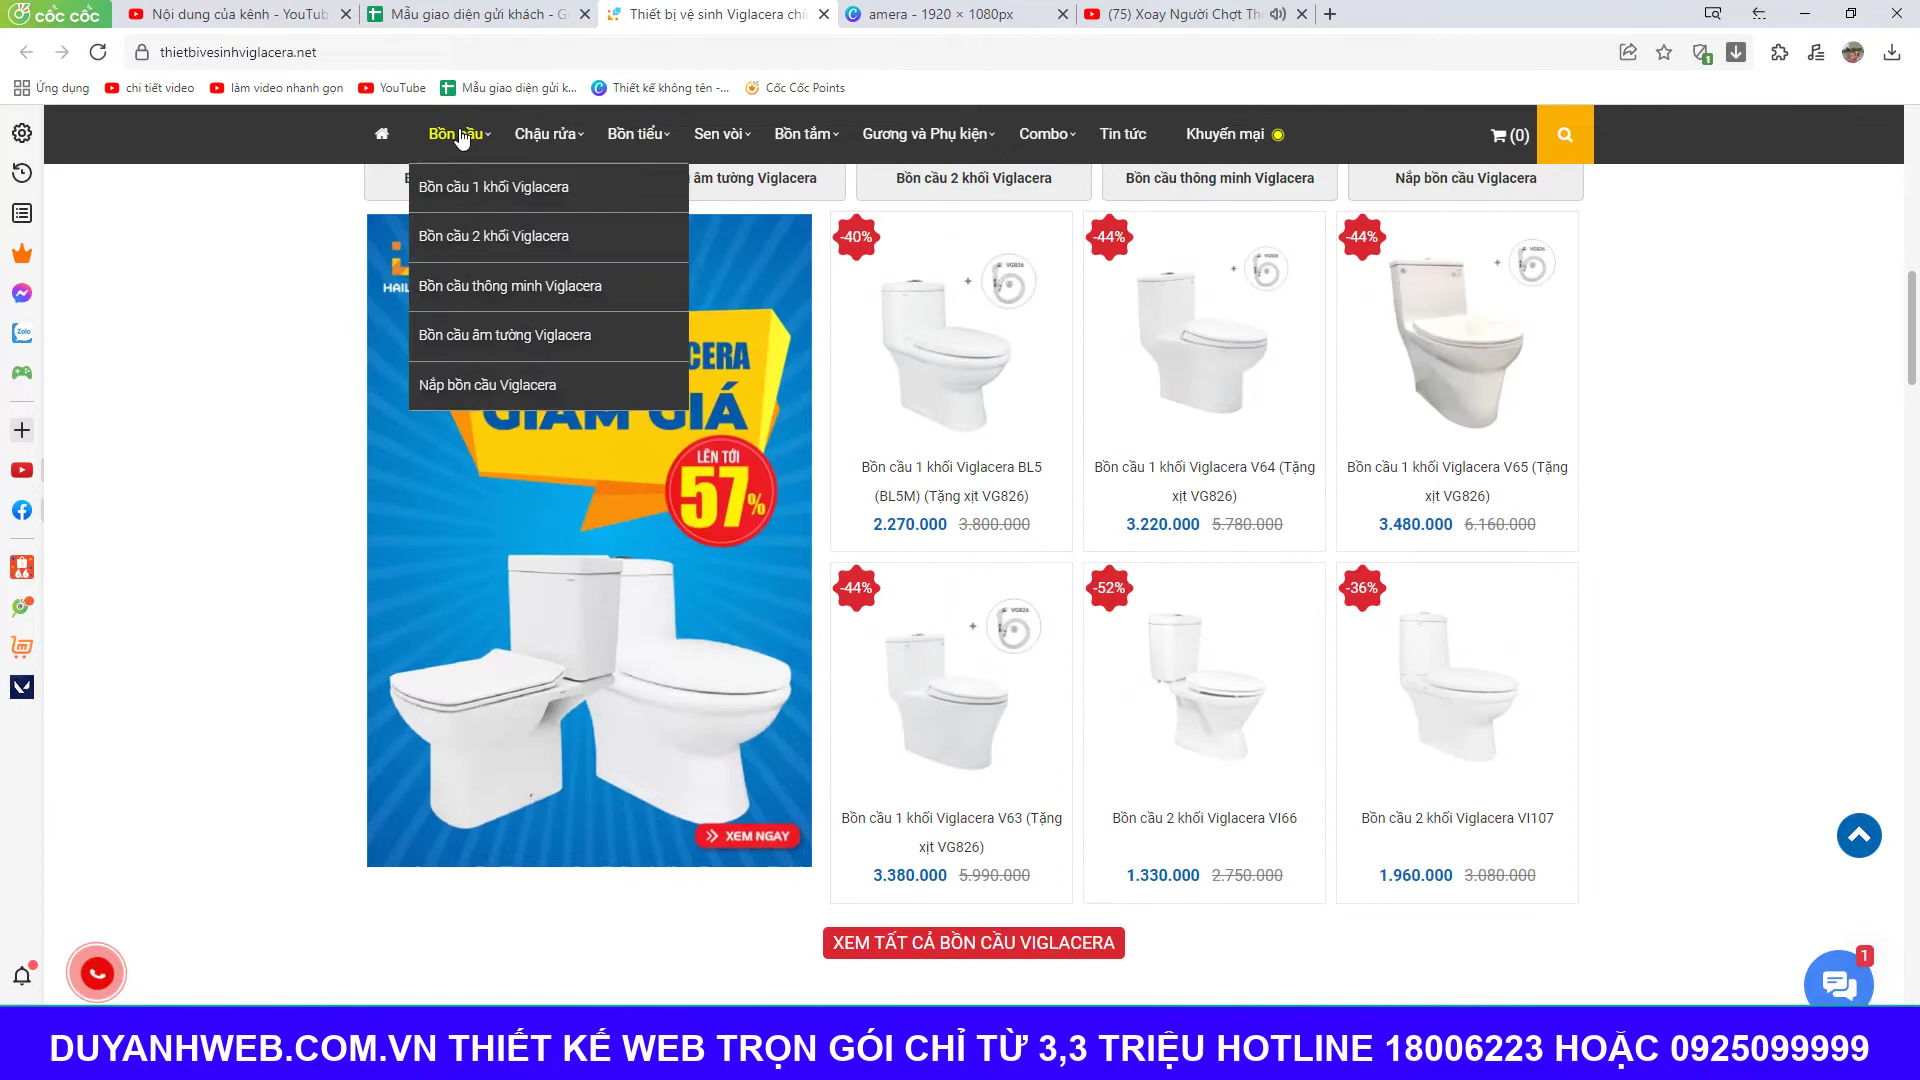 cốc cốc
Nội dung của kênh - YouTub
Mẫu giao diện gửi khách - G
Thiết bị vệ sinh Viglacera chí
amera - 1920 × 1080px
(75) Xoay Người Chợt Th
thietbivesinhviglacera.net
1
Ứng dụng
chi tiết video
làm video nhanh gọn
YouTube
Mẫu giao diện gửi k...
Thiết kế không tên -...
Cốc Cốc Points
Bồn cầu
Chậu rửa
Bồn tiểu
Sen vòi
Bồn tắm
Gương và Phụ kiện
Combo
Tin tức
Khuyến mại
(0)
Bồn cầu 1 khối Viglacera
Bồn cầu 2 khối Viglacera
Bồn cầu thông minh Viglacera
Bồn cầu âm tường Viglacera
Nắp bồn cầu Viglacera
âm tường Viglacera
Bồn cầu 2 khối Viglacera
Bồn cầu thông minh Viglacera
Nắp bồn cầu Viglacera
HAIL
CERA
GIẢM GIÁ
LÊN TỚI
57%
XEM NGAY
-40%
VG826
Bồn cầu 1 khối Viglacera BL5
(BL5M) (Tặng xịt VG826)
2.270.000 3.800.000
-44%
VG826
Bồn cầu 1 khối Viglacera V64 (Tặng
xịt VG826)
3.220.000 5.780.000
-44%
VG826
Bồn cầu 1 khối Viglacera V65 (Tặng
xịt VG826)
3.480.000 6.160.000
-44%
VG826
Bồn cầu 1 khối Viglacera V63 (Tặng
xịt VG826)
3.380.000 5.990.000
-52%
Bồn cầu 2 khối Viglacera VI66
1.330.000 2.750.000
-36%
Bồn cầu 2 khối Viglacera VI107
1.960.000 3.080.000
XEM TẤT CẢ BỒN CẦU VIGLACERA
Zalo
6.6
1
DUYANHWEB.COM.VN THIẾT KẾ WEB TRỌN GÓI CHỈ TỪ 3,3 TRIỆU HOTLINE 18006223 HOẶC 0925099999